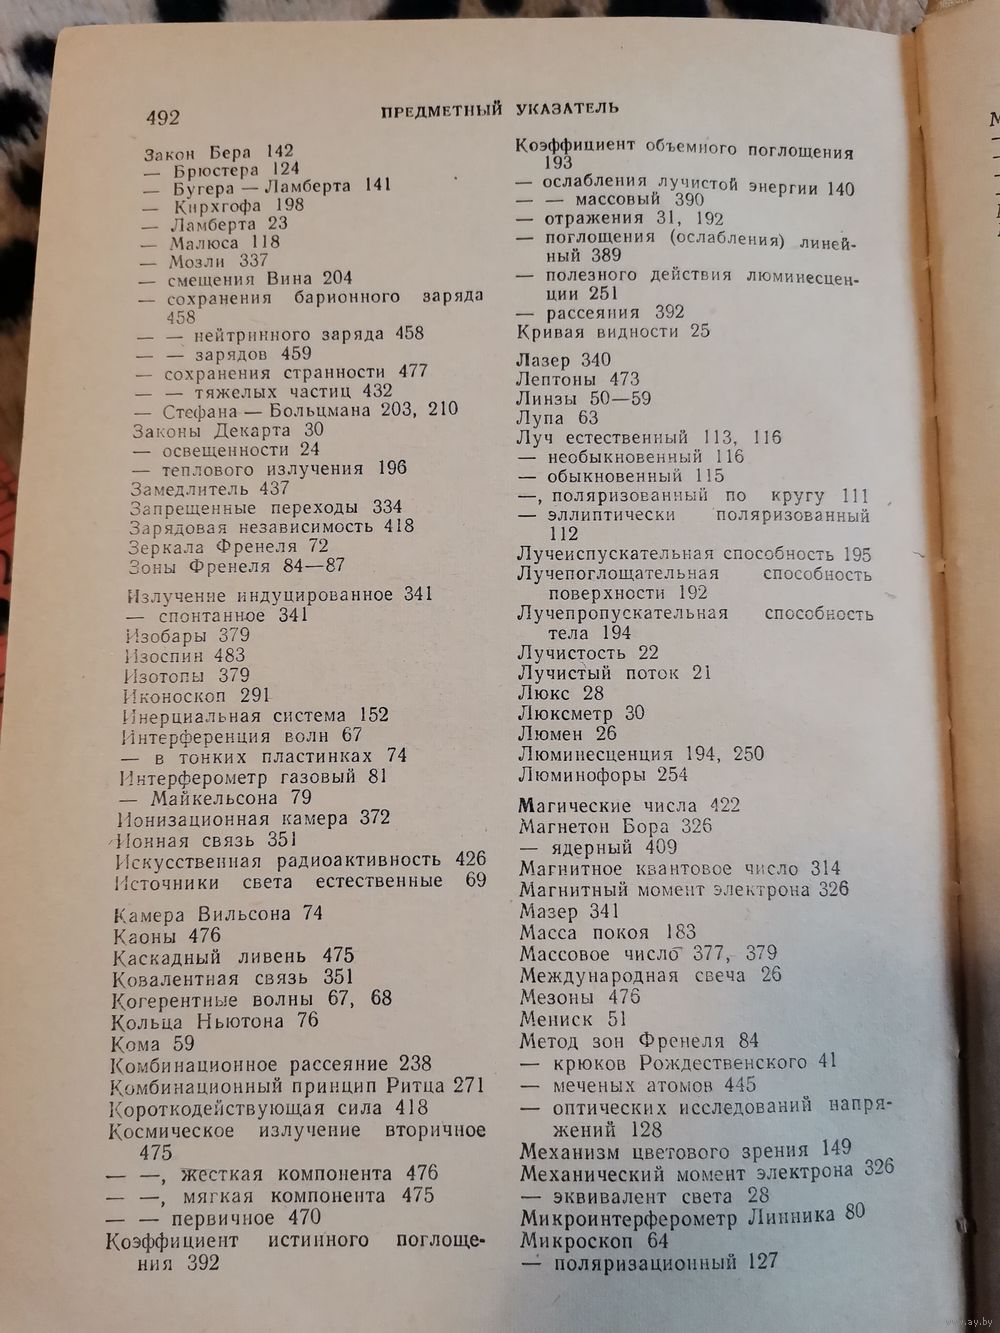 492
ПРЕДМЕТНЫЙ УКАЗАТЕЛЬ
Закон Бера 142
— Брюстера 124
— Бугера — Ламберта 141
— Кирхгофа 198
— Ламберта 23
— Малюса 118
— Мозли 337
— смещения Вина 204
— сохранения барионного заряда
458
— — нейтринного заряда 458
— — зарядов 459
— сохранения странности 477
— — тяжелых частиц 432
— Стефана — Больцмана 203, 210
Законы Декарта 30
— освещенности 24
— теплового излучения 196
Замедлитель 437
Запрещенные переходы 334
Зарядовая независимость 418
Зеркала Френеля 72
Зоны Френеля 84—87
Излучение индуцированное 341
— спонтанное 341
Изобары 379
Изоспин 483
Изотопы 379
Иконоскоп 291
Инерциальная система 152
Интерференция волн 67
— в тонких пластинках 74
Интерферометр газовый 81
— Майкельсона 79
Ионизационная камера 372
Ионная связь 351
Искусственная радиоактивность 426
Источники света естественные 69
Камера Вильсона 74
Каоны 476
Каскадный ливень 475
Ковалентная связь 351
Когерентные волны 67, 68
Кольца Ньютона 76
Кома 59
Комбинационное рассеяние 238
Комбинационный принцип Ритца 271
Короткодействующая сила 418
Космическое излучение вторичное
475
— —, жесткая компонента 476
— —, мягкая компонента 475
— — первичное 470
Коэффициент истинного поглоще-
ния 392
Коэффициент объемного поглощения
193
— ослабления лучистой энергии 140
— — массовый 390
— отражения 31, 192
— поглощения (ослабления) линей-
ный 389
— полезного действия люминесцен-
ции 251
— рассеяния 392
Кривая видности 25
Лазер 340
Лептоны 473
Линзы 50—59
Лупа 63
Луч естественный 113, 116
— необыкновенный 116
— обыкновенный 115
—, поляризованный по кругу 111
— эллиптически поляризованный
112
Лучеиспускательная способность 195
Лучепоглощательная способность
поверхности 192
Лучепропускательная способность
тела 194
Лучистость 22
Лучистый поток 21
Люкс 28
Люксметр 30
Люмен 26
Люминесценция 194, 250
Люминофоры 254
Магические числа 422
Магнетон Бора 326
— ядерный 409
Магнитное квантовое число 314
Магнитный момент электрона 326
Мазер 341
Масса покоя 183
Массовое число 377, 379
Международная свеча 26
Мезоны 476
Мениск 51
Метод зон Френеля 84
— крюков Рождественского 41
— меченых атомов 445
— оптических исследований напря-
жений 128
Механизм цветового зрения 149
Механический момент электрона 326
— эквивалент света 28
Микроинтерферометр Линника 80
Микроскоп 64
— поляризационный 127
www.ay.by